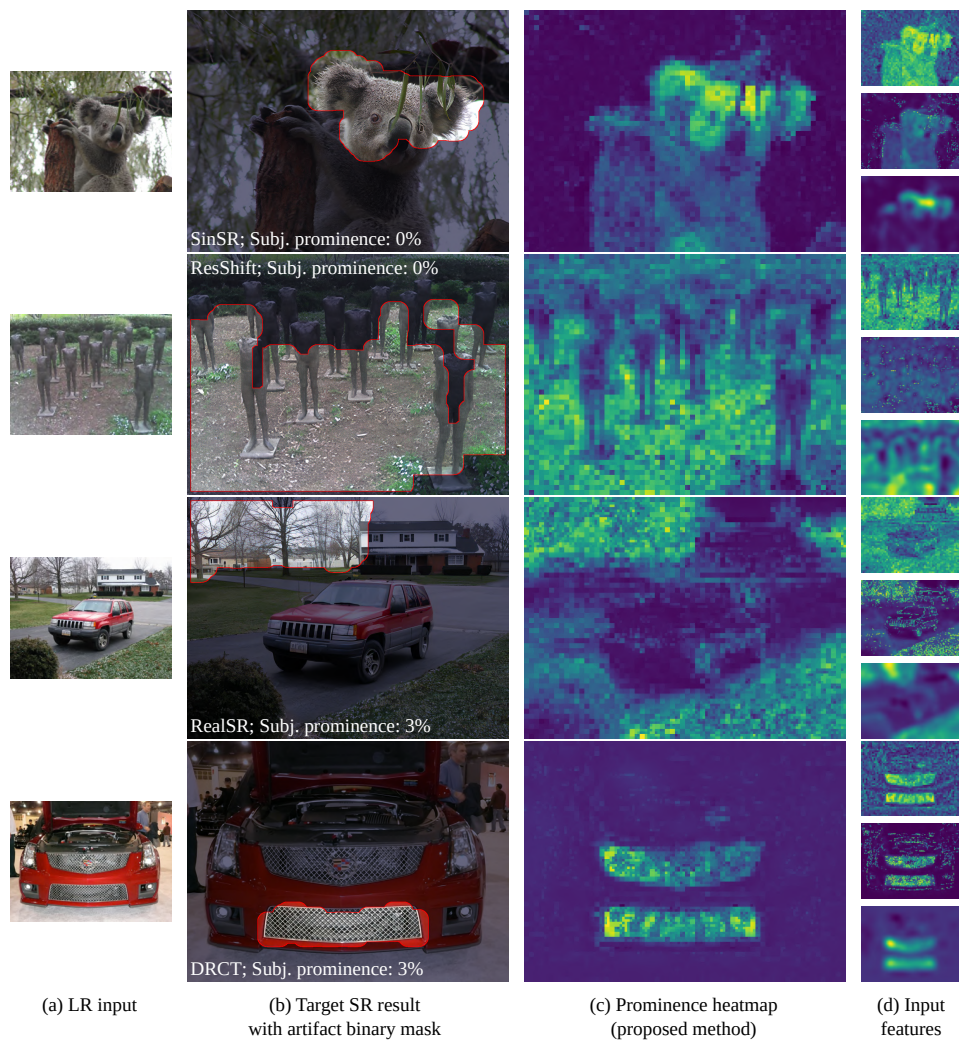 SinSR; Subj. prominence: 0%
ResShift; Subj. prominence: 0%
RealSR; Subj. prominence: 3%
DRCT; Subj. prominence: 3%
(a) LR input
(b) Target SR result
with artifact binary mask
(c) Prominence heatmap
(proposed method)
(d) Input
features